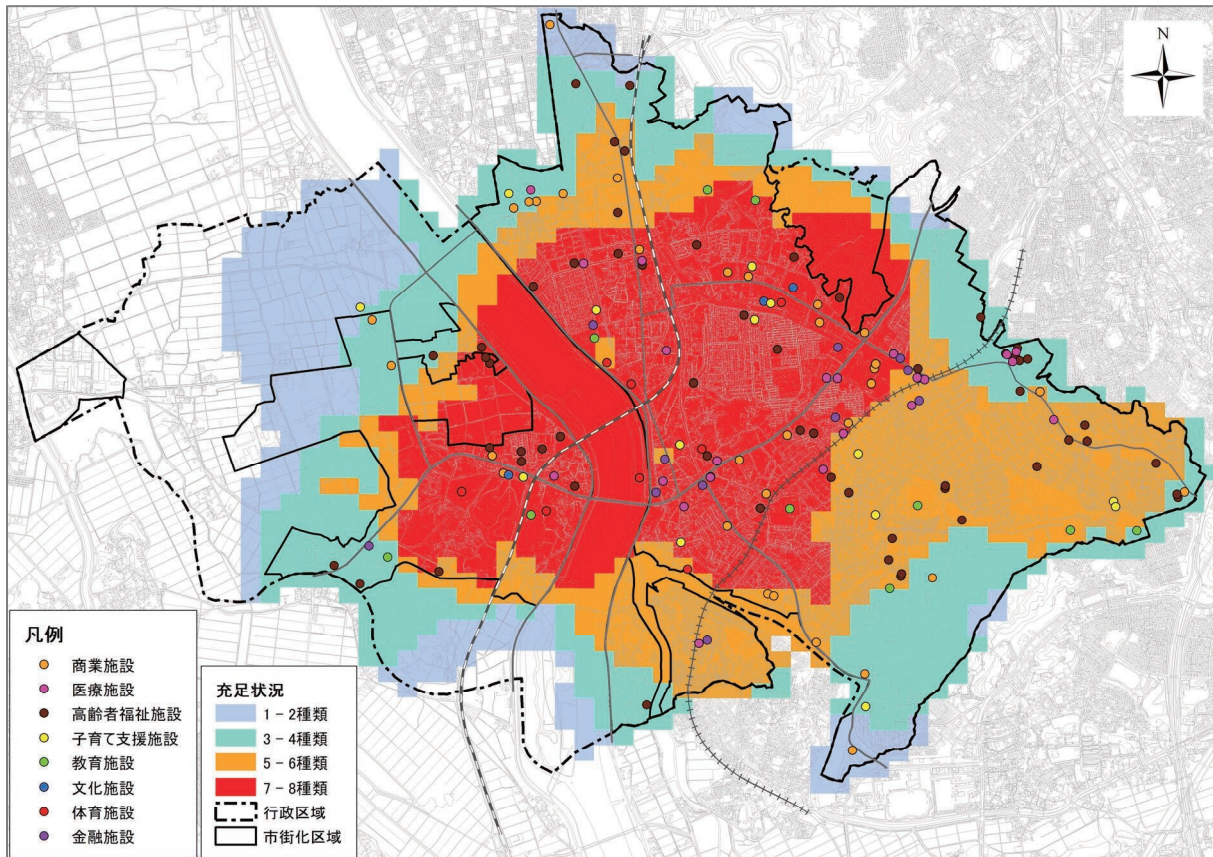 N
凡例
商業施設
医療施設
高齢者福祉施設
子育て支援施設
教育施設
文化施設
体育施設
金融施設
充足状況
1－2種類
3－4種類
5－6種類
7－8種類
行政区域
市街化区域